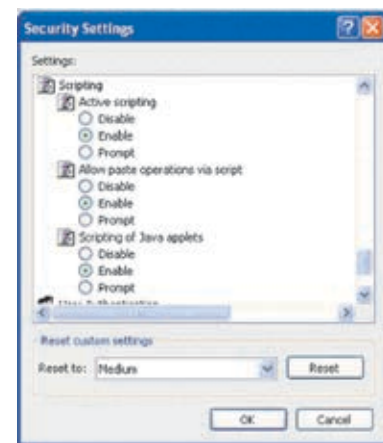 Security Settings
Settings:
Scripting
Active scripting
Disable
Enable
Prompt
Allow paste operations via script
Disable
Enable
Prompt
Scripting of Java applets
Disable
Enable
Prompt
Reset custom settings
Reset to: Medium Reset
OK Cancel